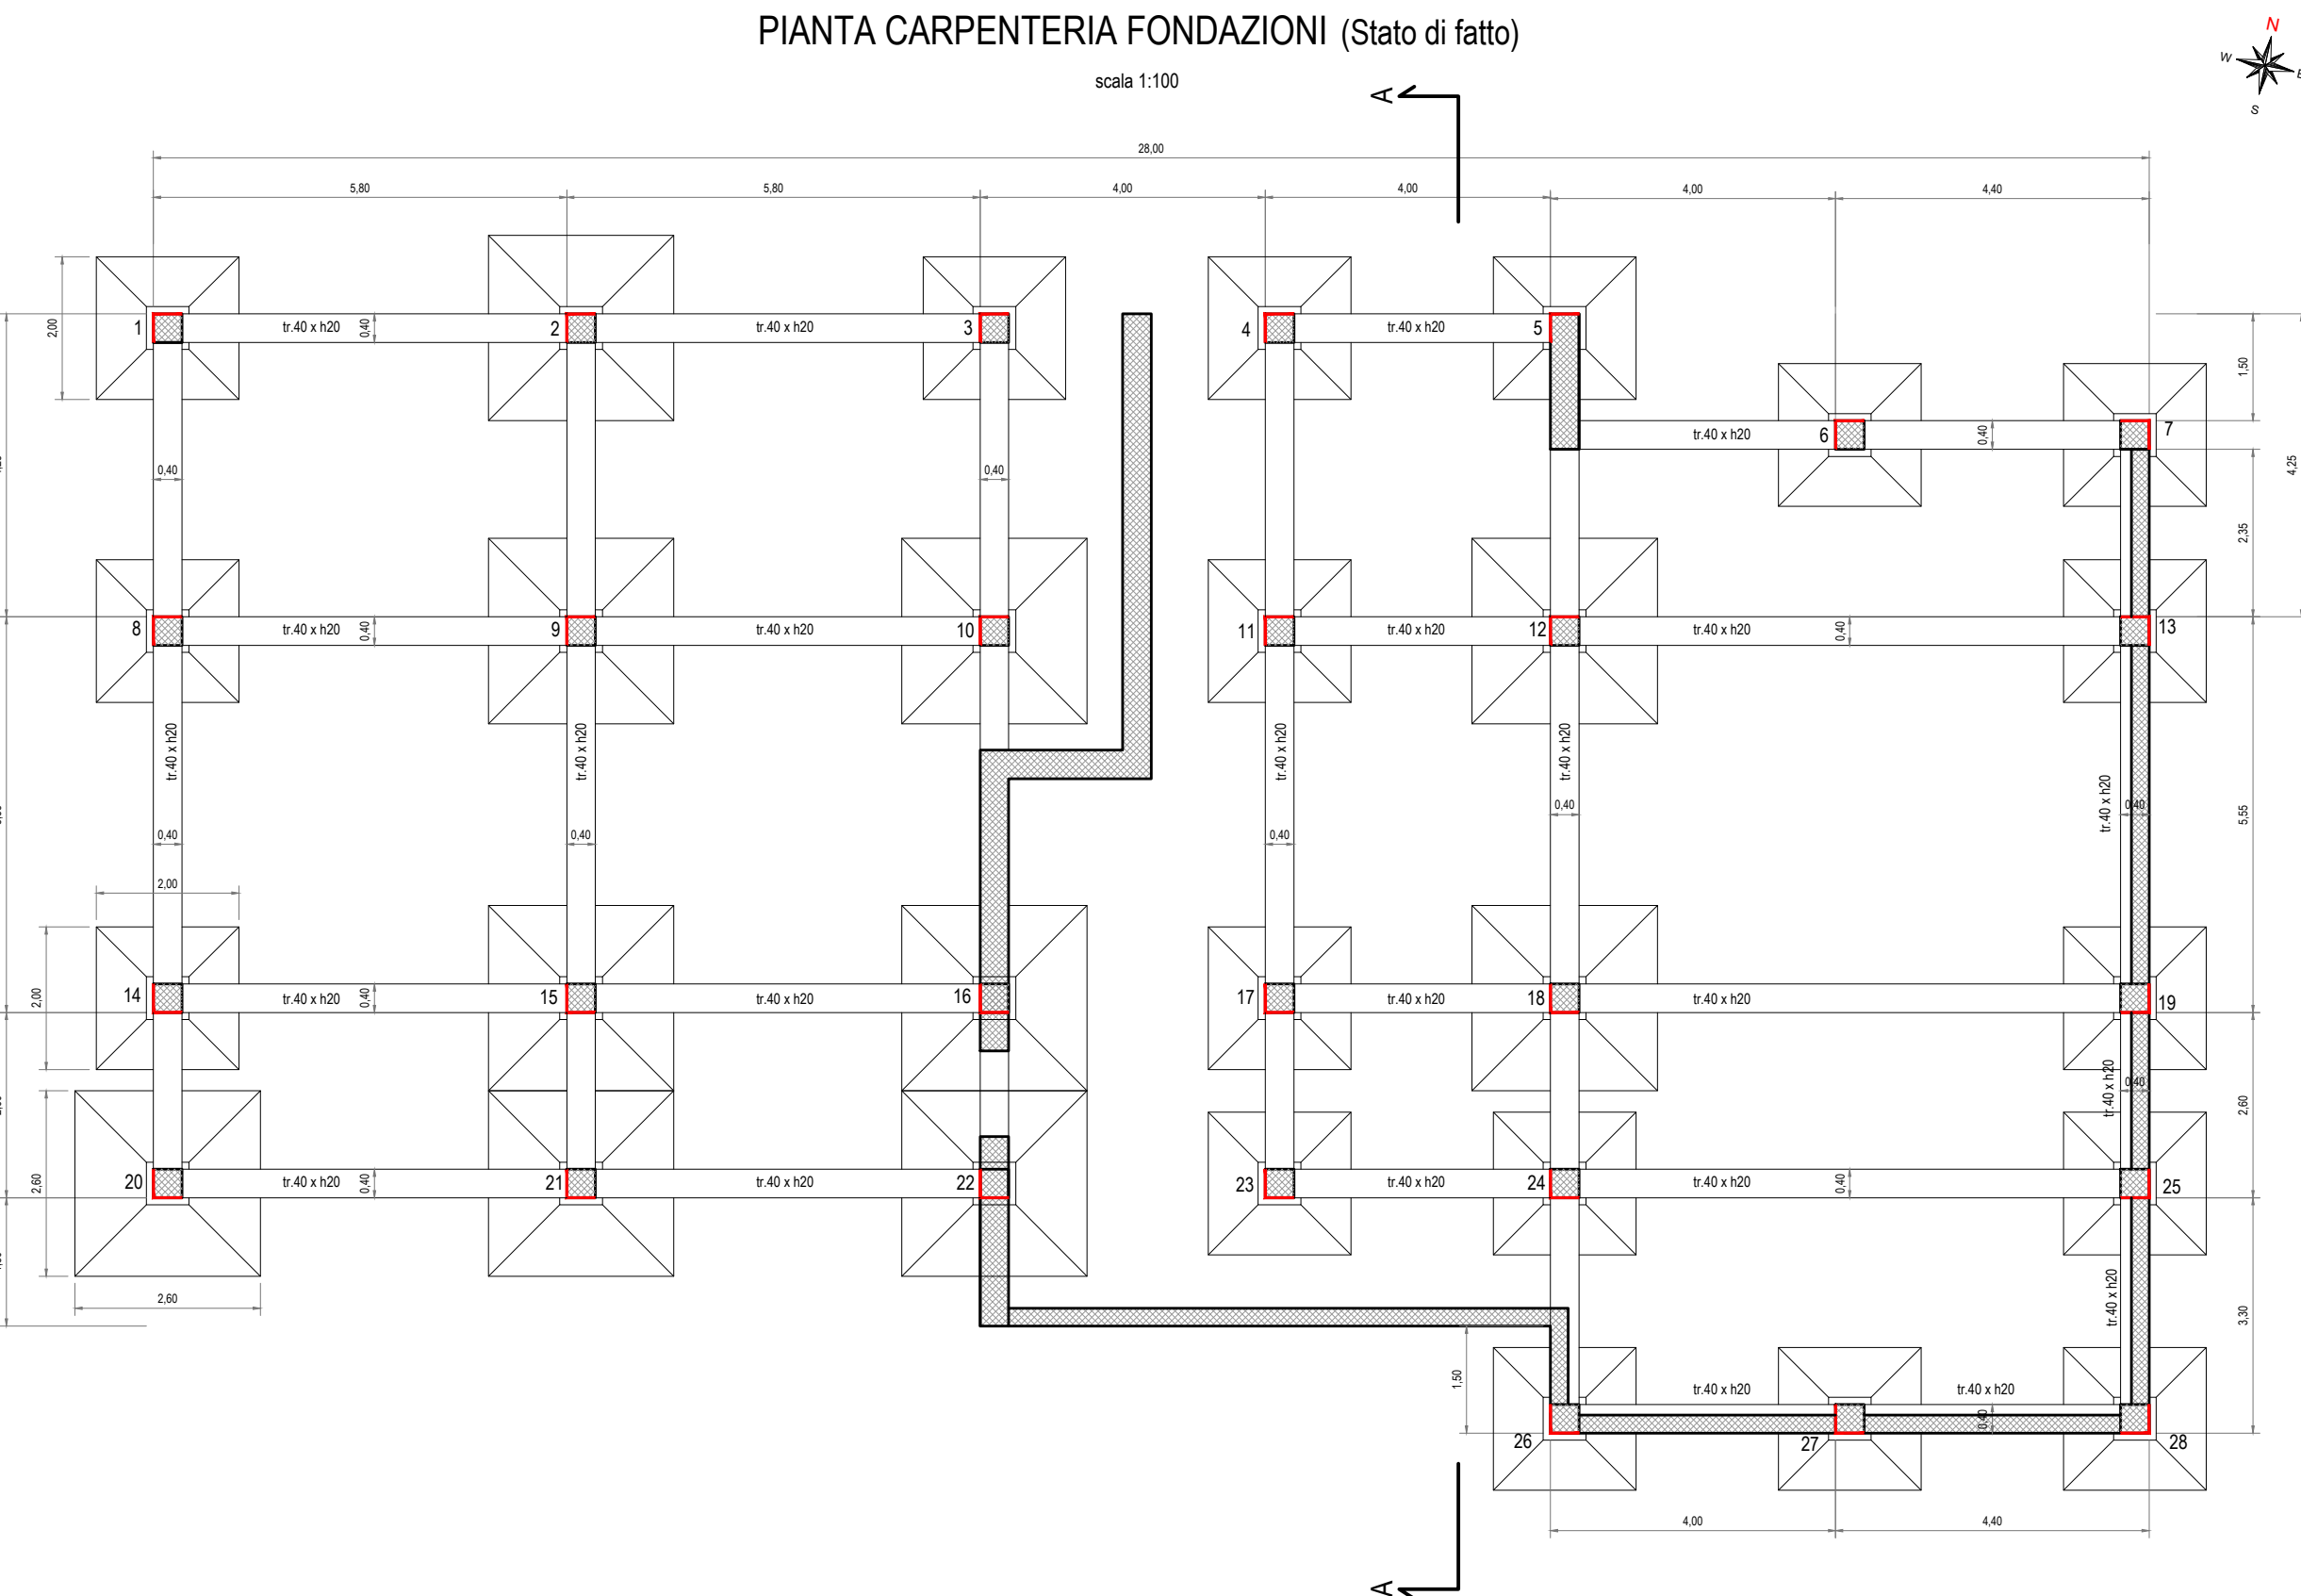 PIANTA CARPENTERIA FONDAZIONI (Stato di fatto)
N
W
E
S
scala 1:100
A
28,00
5,80 5,80 4,00 4,00 4,00 4,40
1 tr.40 x h20 0,40 2 tr.40 x h20 3 4 tr.40 x h20 5
2,00
1,50
tr.40 x h20 6 0,40 7
4,25
0,40 0,40
2,35
8 tr.40 x h20 0,40 9 tr.40 x h20 10 11 tr.40 x h20 12 tr.40 x h20 0,40 13
tr.40 x h20 tr.40 x h20 tr.40 x h20 tr.40 x h20 tr.40 x h20
0,40 0,40
5,55
0,40 0,40 0,40
2,00
2,00
14 tr.40 x h20 0,40 15 tr.40 x h20 16 17 tr.40 x h20 18 tr.40 x h20 19
tr.40 x h20 0,40
2,60
20 tr.40 x h20 0,40 21 tr.40 x h20 22 23 tr.40 x h20 24 tr.40 x h20 0,40 25
2,60
2,60
tr.40 x h20
3,30
1,50
tr.40 x h20 tr.40 x h20
0,40
26 27 28
4,00 4,40
A